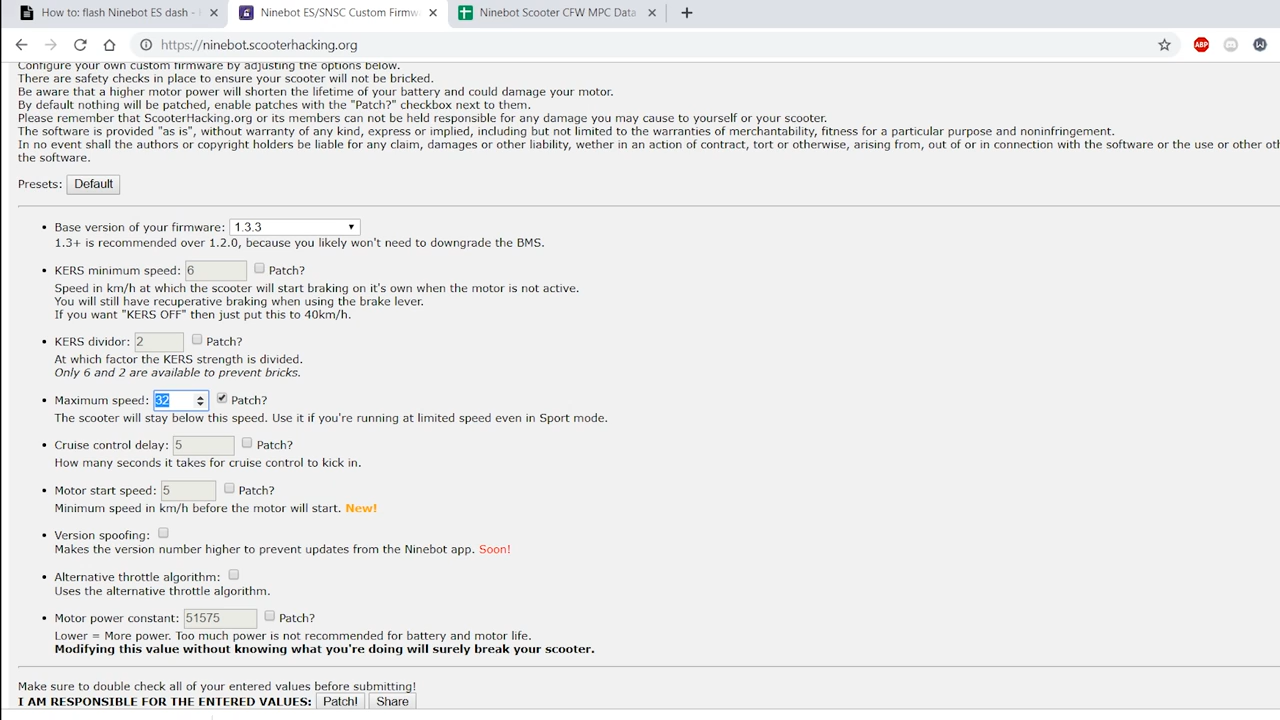 How to: flash Ninebot ES dash -
Ninebot ES/SNSC Custom Firmw
Ninebot Scooter CFW MPC Data
https://ninebot.scooterhacking.org
ABP
Configure your own custom firmware by adjusting the options below.
There are safety checks in place to ensure your scooter will not be bricked.
Be aware that a higher motor power will shorten the lifetime of your battery and could damage your motor.
By default nothing will be patched, enable patches with the "Patch?" checkbox next to them.
Please remember that ScooterHacking.org or its members can not be held responsible for any damage you may cause to yourself or your scooter.
The software is provided "as is", without warranty of any kind, express or implied, including but not limited to the warranties of merchantability, fitness for a particular purpose and noninfringement.
In no event shall the authors or copyright holders be liable for any claim, damages or other liability, wether in an action of contract, tort or otherwise, arising from, out of or in connection with the software or the use or other ot
the software.
Presets: Default
• Base version of your firmware: 1.3.3
1.3+ is recommended over 1.2.0, because you likely won't need to downgrade the BMS.
• KERS minimum speed: 6 Patch?
Speed in km/h at which the scooter will start braking on it's own when the motor is not active.
You will still have recuperative braking when using the brake lever.
If you want "KERS OFF" then just put this to 40km/h.
• KERS dividor: 2 Patch?
At which factor the KERS strength is divided.
Only 6 and 2 are available to prevent bricks.
• Maximum speed: 32 Patch?
The scooter will stay below this speed. Use it if you're running at limited speed even in Sport mode.
• Cruise control delay: 5 Patch?
How many seconds it takes for cruise control to kick in.
• Motor start speed: 5 Patch?
Minimum speed in km/h before the motor will start. New!
• Version spoofing:
Makes the version number higher to prevent updates from the Ninebot app. Soon!
• Alternative throttle algorithm:
Uses the alternative throttle algorithm.
• Motor power constant: 51575 Patch?
Lower = More power. Too much power is not recommended for battery and motor life.
Modifying this value without knowing what you're doing will surely break your scooter.
Make sure to double check all of your entered values before submitting!
I AM RESPONSIBLE FOR THE ENTERED VALUES: Patch! Share